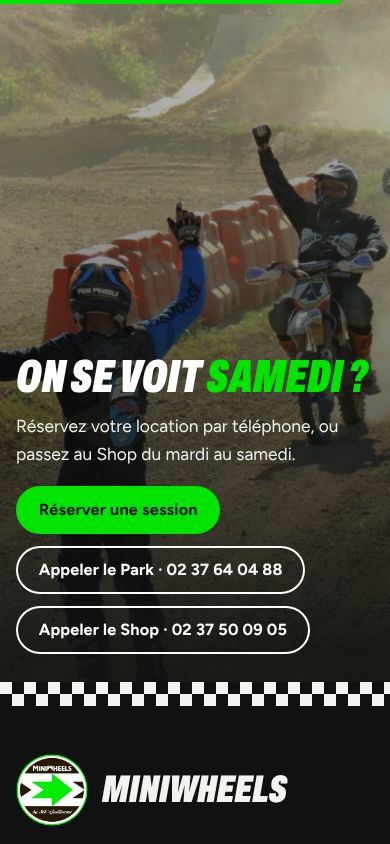 MINI WHEELS
ON SE VOIT SAMEDI ?
Réservez votre location par téléphone, ou
passez au Shop du mardi au samedi.
Réserver une session
Appeler le Park · 02 37 64 04 88
Appeler le Shop · 02 37 50 09 05
MINIWHEELS
MINIWHEELS